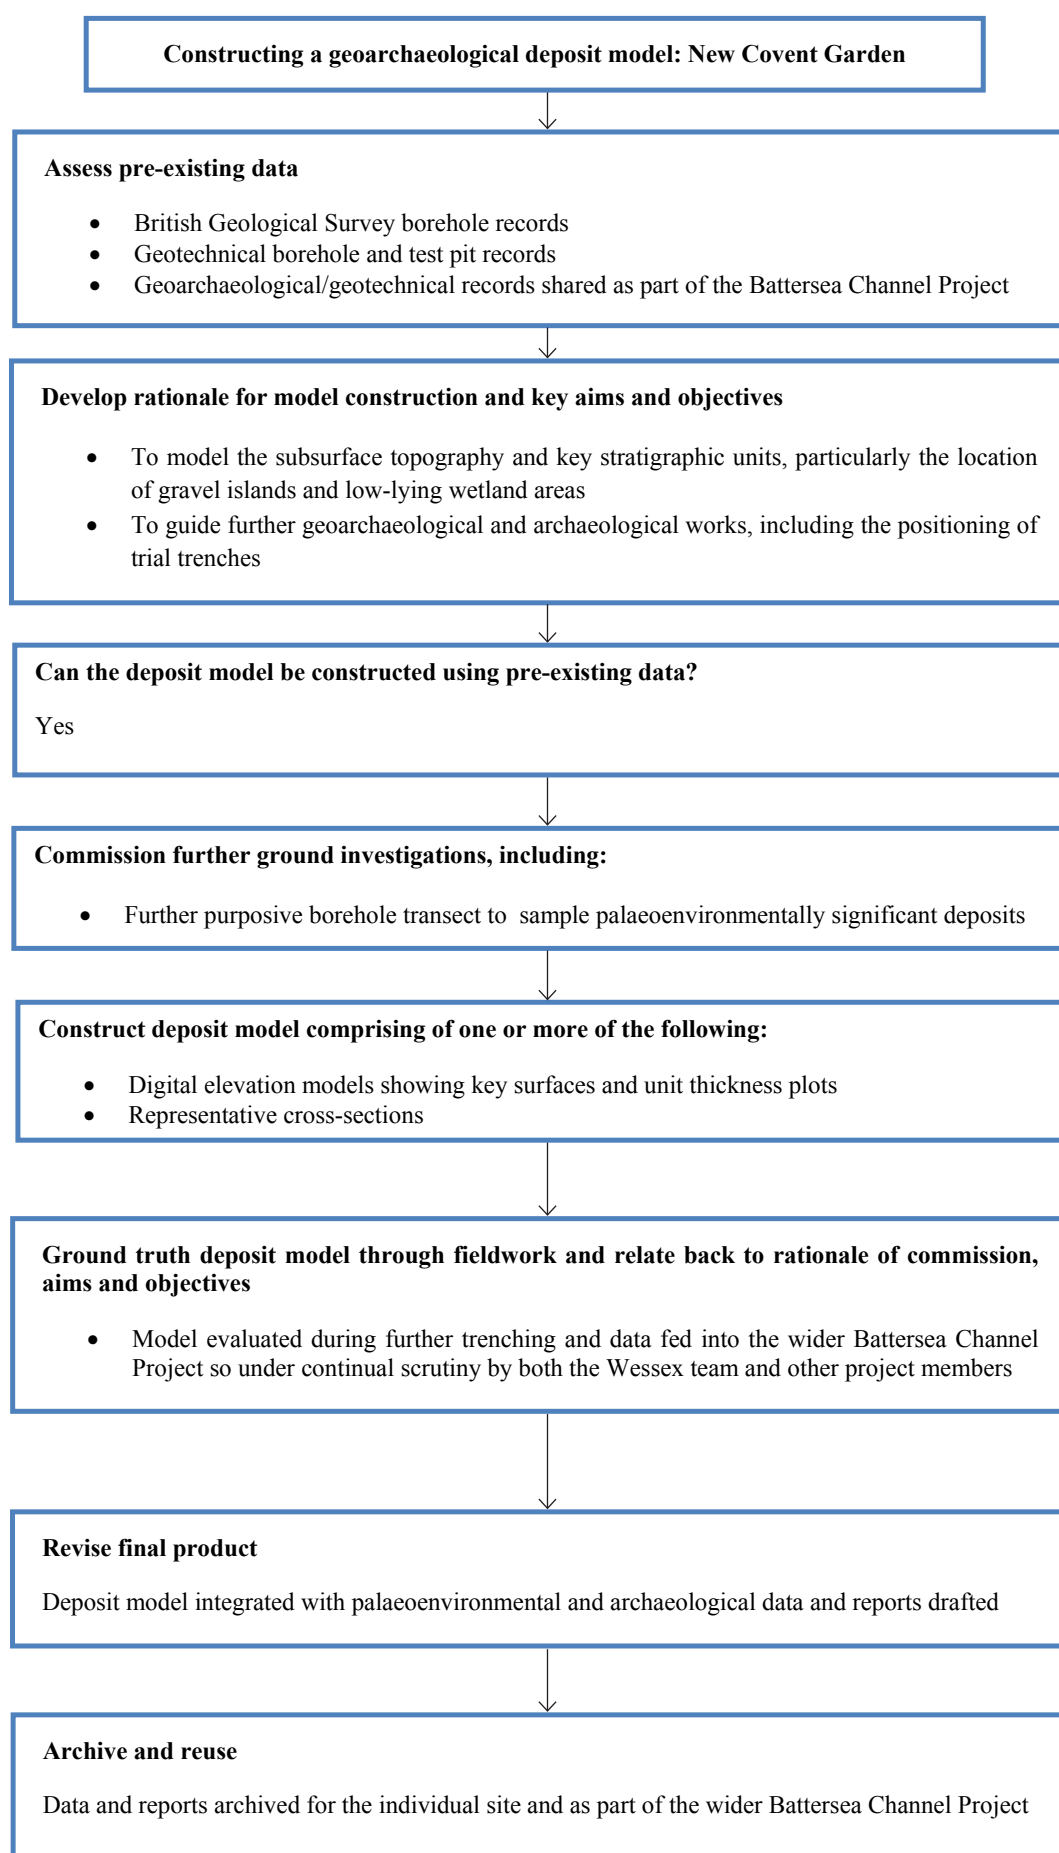 Constructing a geoarchaeological deposit model: New Covent Garden
Assess pre-existing data
• British Geological Survey borehole records
• Geotechnical borehole and test pit records
• Geoarchaeological/geotechnical records shared as part of the Battersea Channel Project
Develop rationale for model construction and key aims and objectives
• To model the subsurface topography and key stratigraphic units, particularly the location
of gravel islands and low-lying wetland areas
• To guide further geoarchaeological and archaeological works, including the positioning of
trial trenches
Can the deposit model be constructed using pre-existing data?
Yes
Commission further ground investigations, including:
• Further purposive borehole transect to sample palaeoenvironmentally significant deposits
Construct deposit model comprising of one or more of the following:
• Digital elevation models showing key surfaces and unit thickness plots
• Representative cross-sections
Ground truth deposit model through fieldwork and relate back to rationale of commission,
aims and objectives
• Model evaluated during further trenching and data fed into the wider Battersea Channel
Project so under continual scrutiny by both the Wessex team and other project members
Revise final product
Deposit model integrated with palaeoenvironmental and archaeological data and reports drafted
Archive and reuse
Data and reports archived for the individual site and as part of the wider Battersea Channel Project